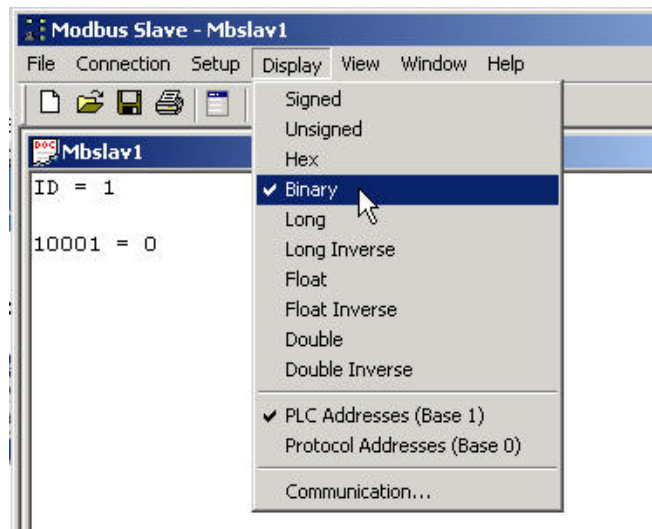 Modbus Slave - Mbslav1
File Connection Setup Display View Window Help
DOC Mbslav1
ID = 1
10001 = 0
Signed
Unsigned
Hex
Binary
Long
Long Inverse
Float
Float Inverse
Double
Double Inverse
PLC Addresses (Base 1)
Protocol Addresses (Base 0)
Communication...